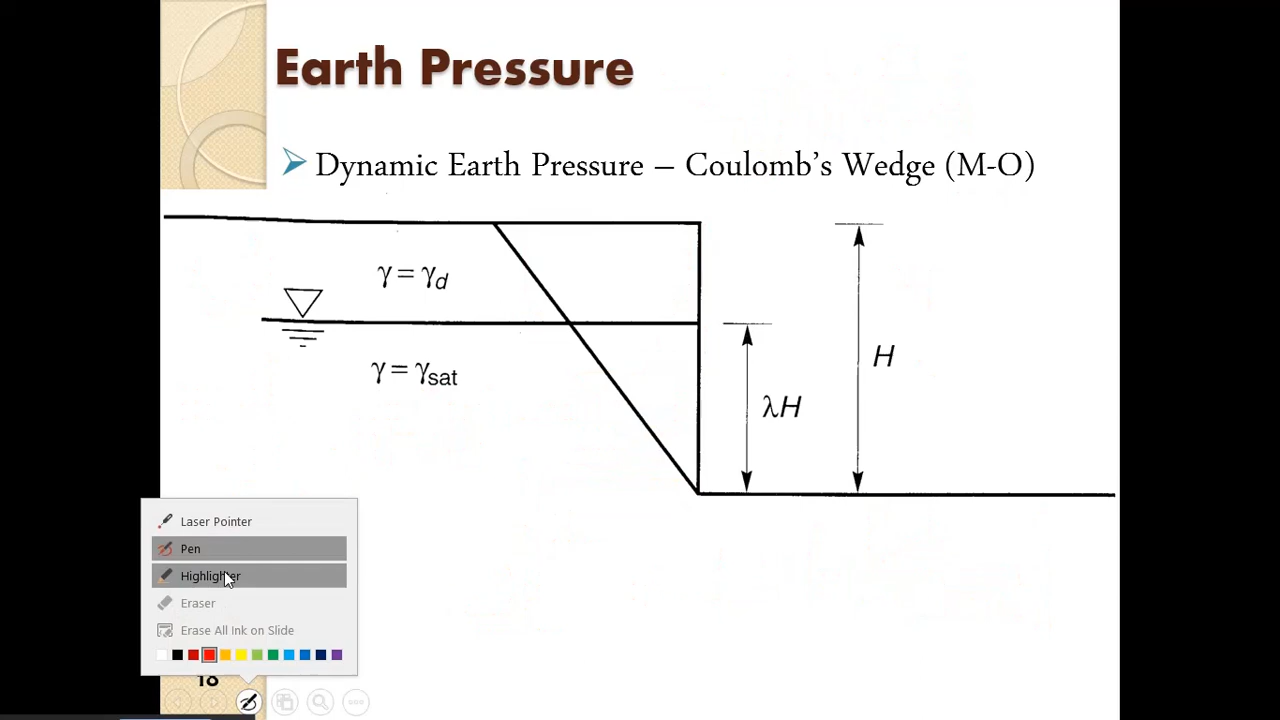 Earth Pressure
Dynamic Earth Pressure – Coulomb's Wedge (M-O)
γ = γd
γ = γsat
H
λH
Laser Pointer
Pen
Highlighter
Eraser
Erase All Ink on Slide
18